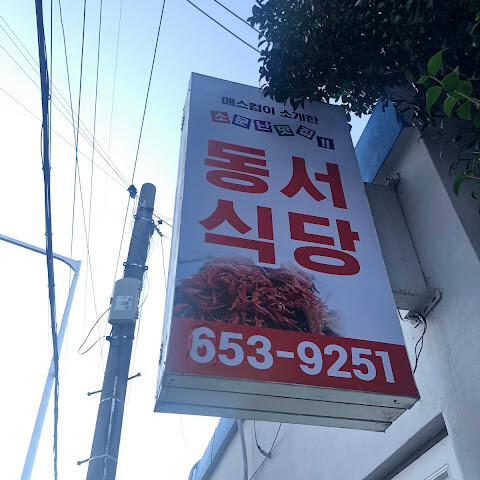 매스컴이 소개한
소문난맛집!!
동서
식당
653-9251